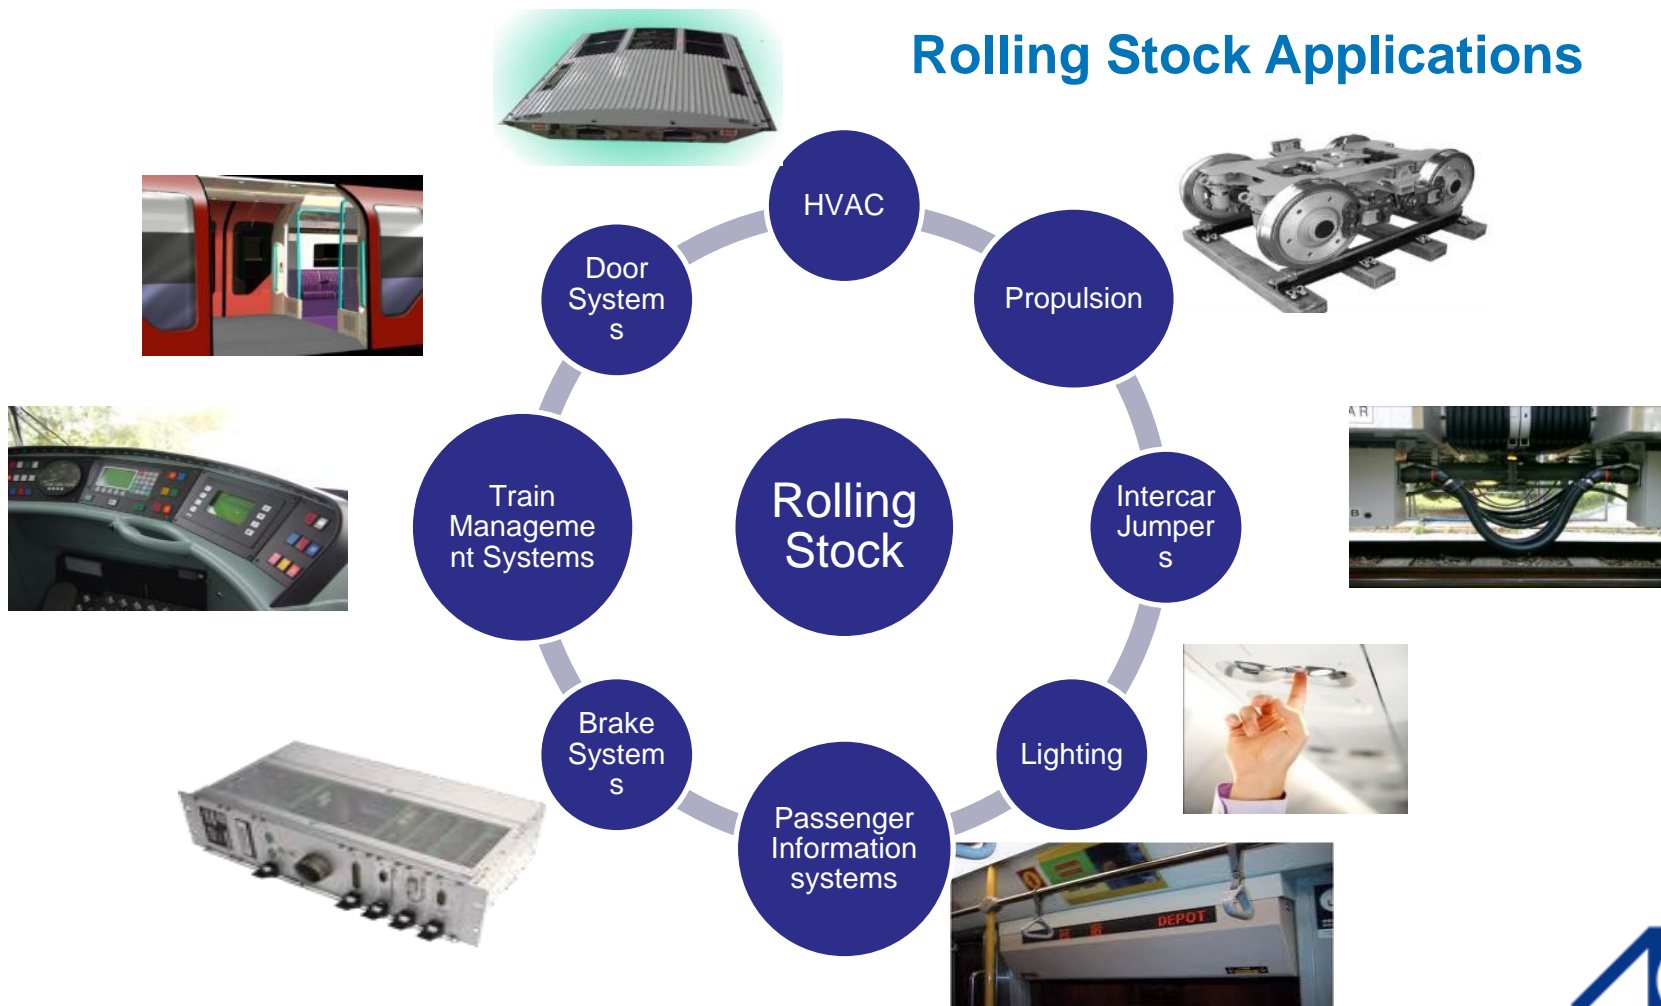 Rolling Stock Applications
HVAC
Propulsion
Door
System
s
Intercar
Jumper
s
Train
Manageme
nt Systems
Rolling
Stock
Lighting
Brake
System
s
Passenger
Information
systems
DEPOT
A R
B